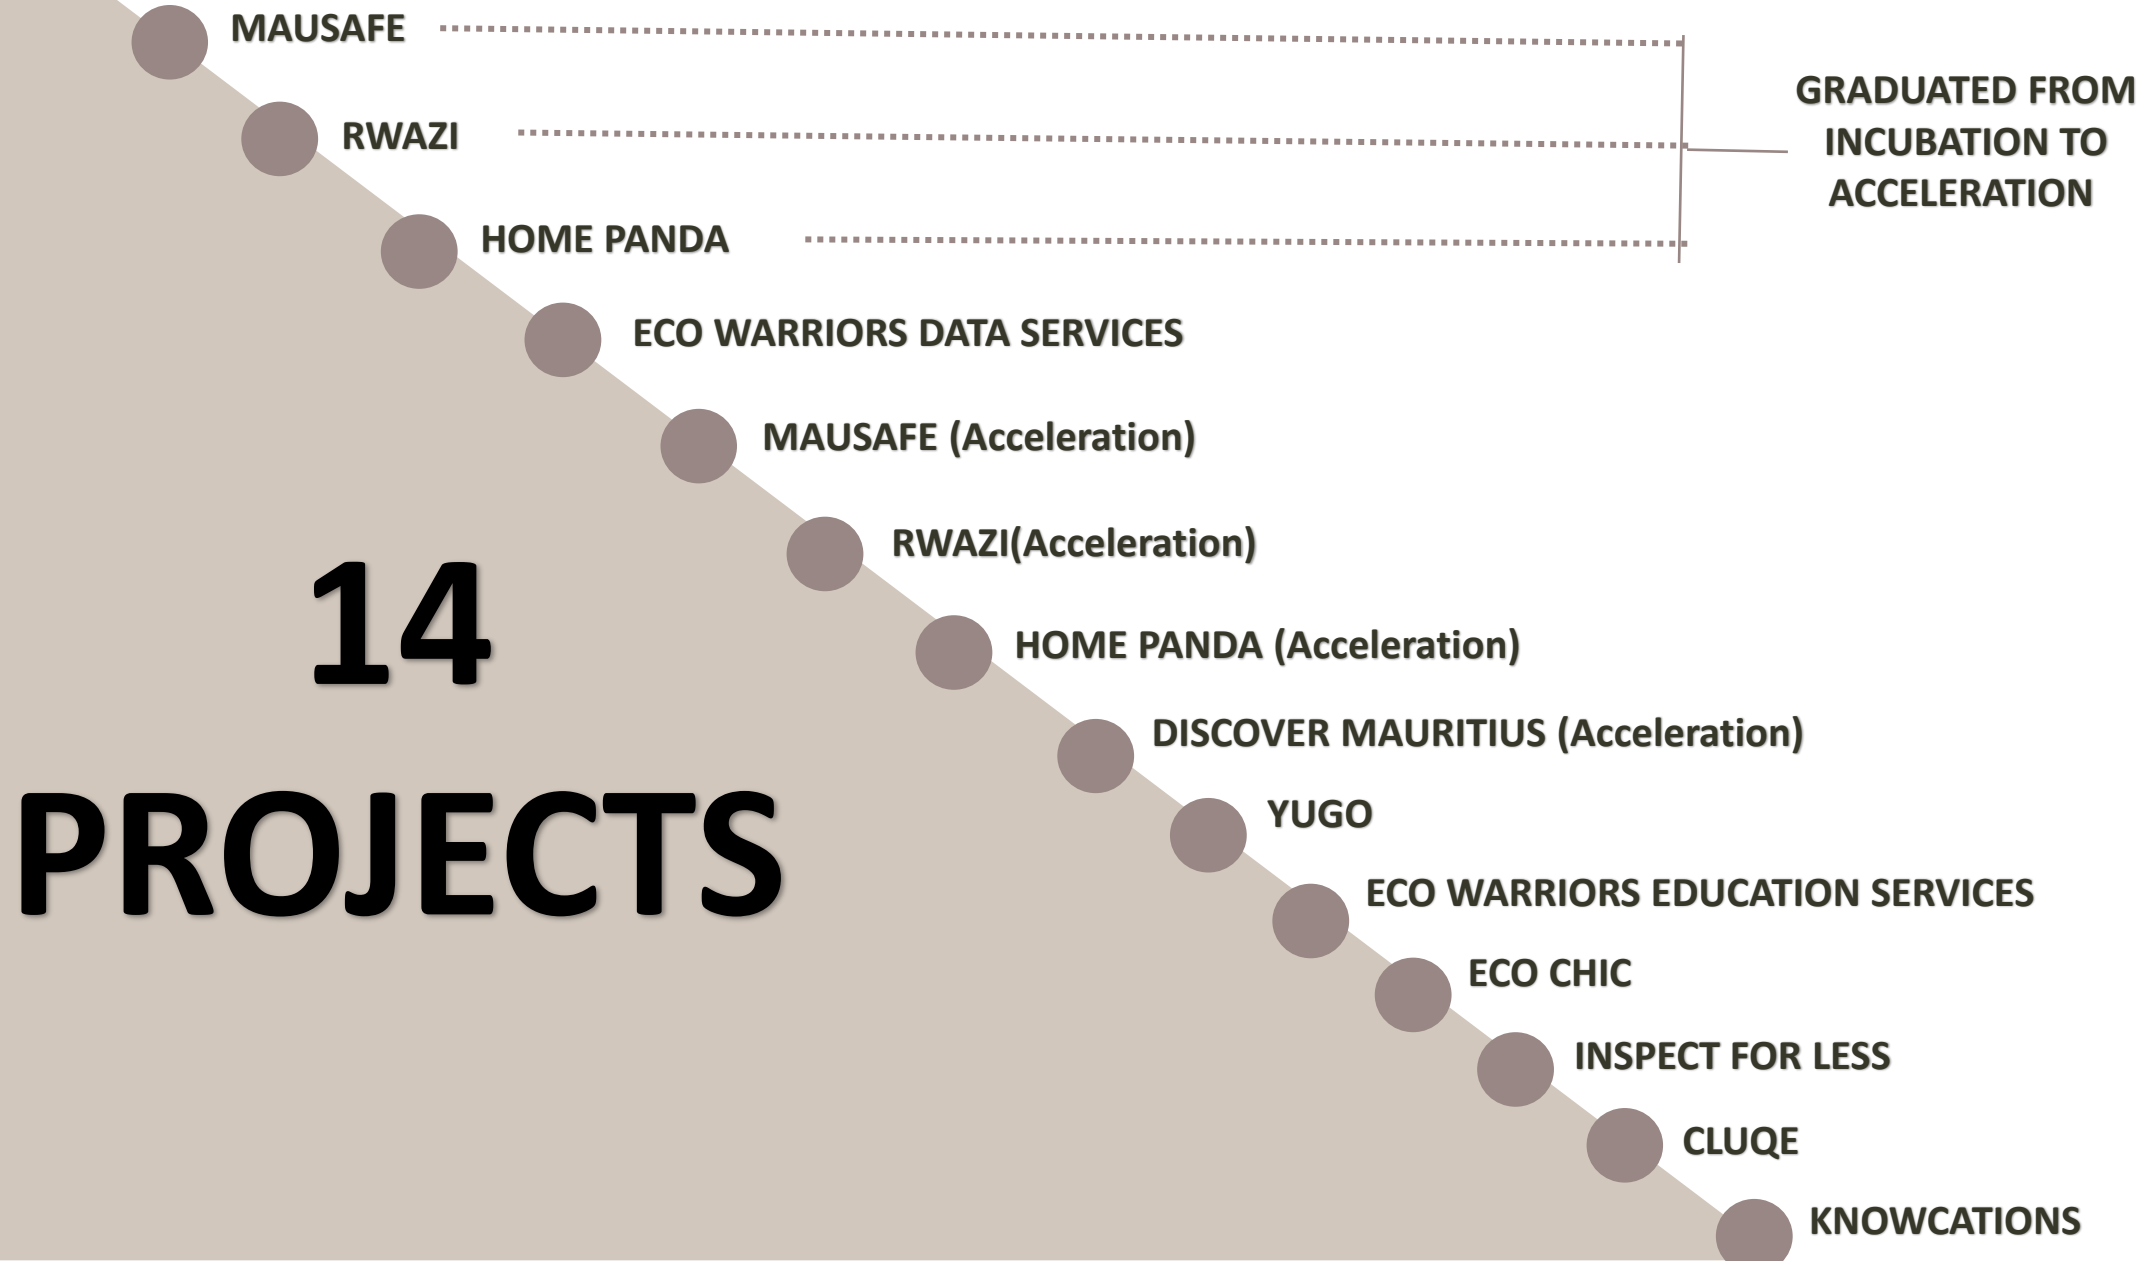 MAUSAFE
RWAZI
HOME PANDA
GRADUATED FROM
INCUBATION TO
ACCELERATION
ECO WARRIORS DATA SERVICES
MAUSAFE (Acceleration)
RWAZI(Acceleration)
HOME PANDA (Acceleration)
DISCOVER MAURITIUS (Acceleration)
YUGO
ECO WARRIORS EDUCATION SERVICES
ECO CHIC
INSPECT FOR LESS
CLUQE
KNOWCATIONS
14
PROJECTS